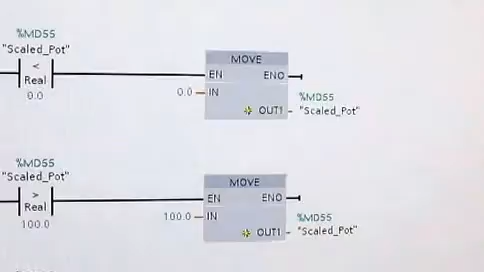 %MD55
"Scaled_Pot"
<
Real
0.0
MOVE
EN
ENO
0.0
IN
OUT1
%MD55
"Scaled_Pot"
%MD55
"Scaled_Pot"
>
Real
100.0
MOVE
EN
ENO
100.0
IN
OUT1
%MD55
"Scaled_Pot"